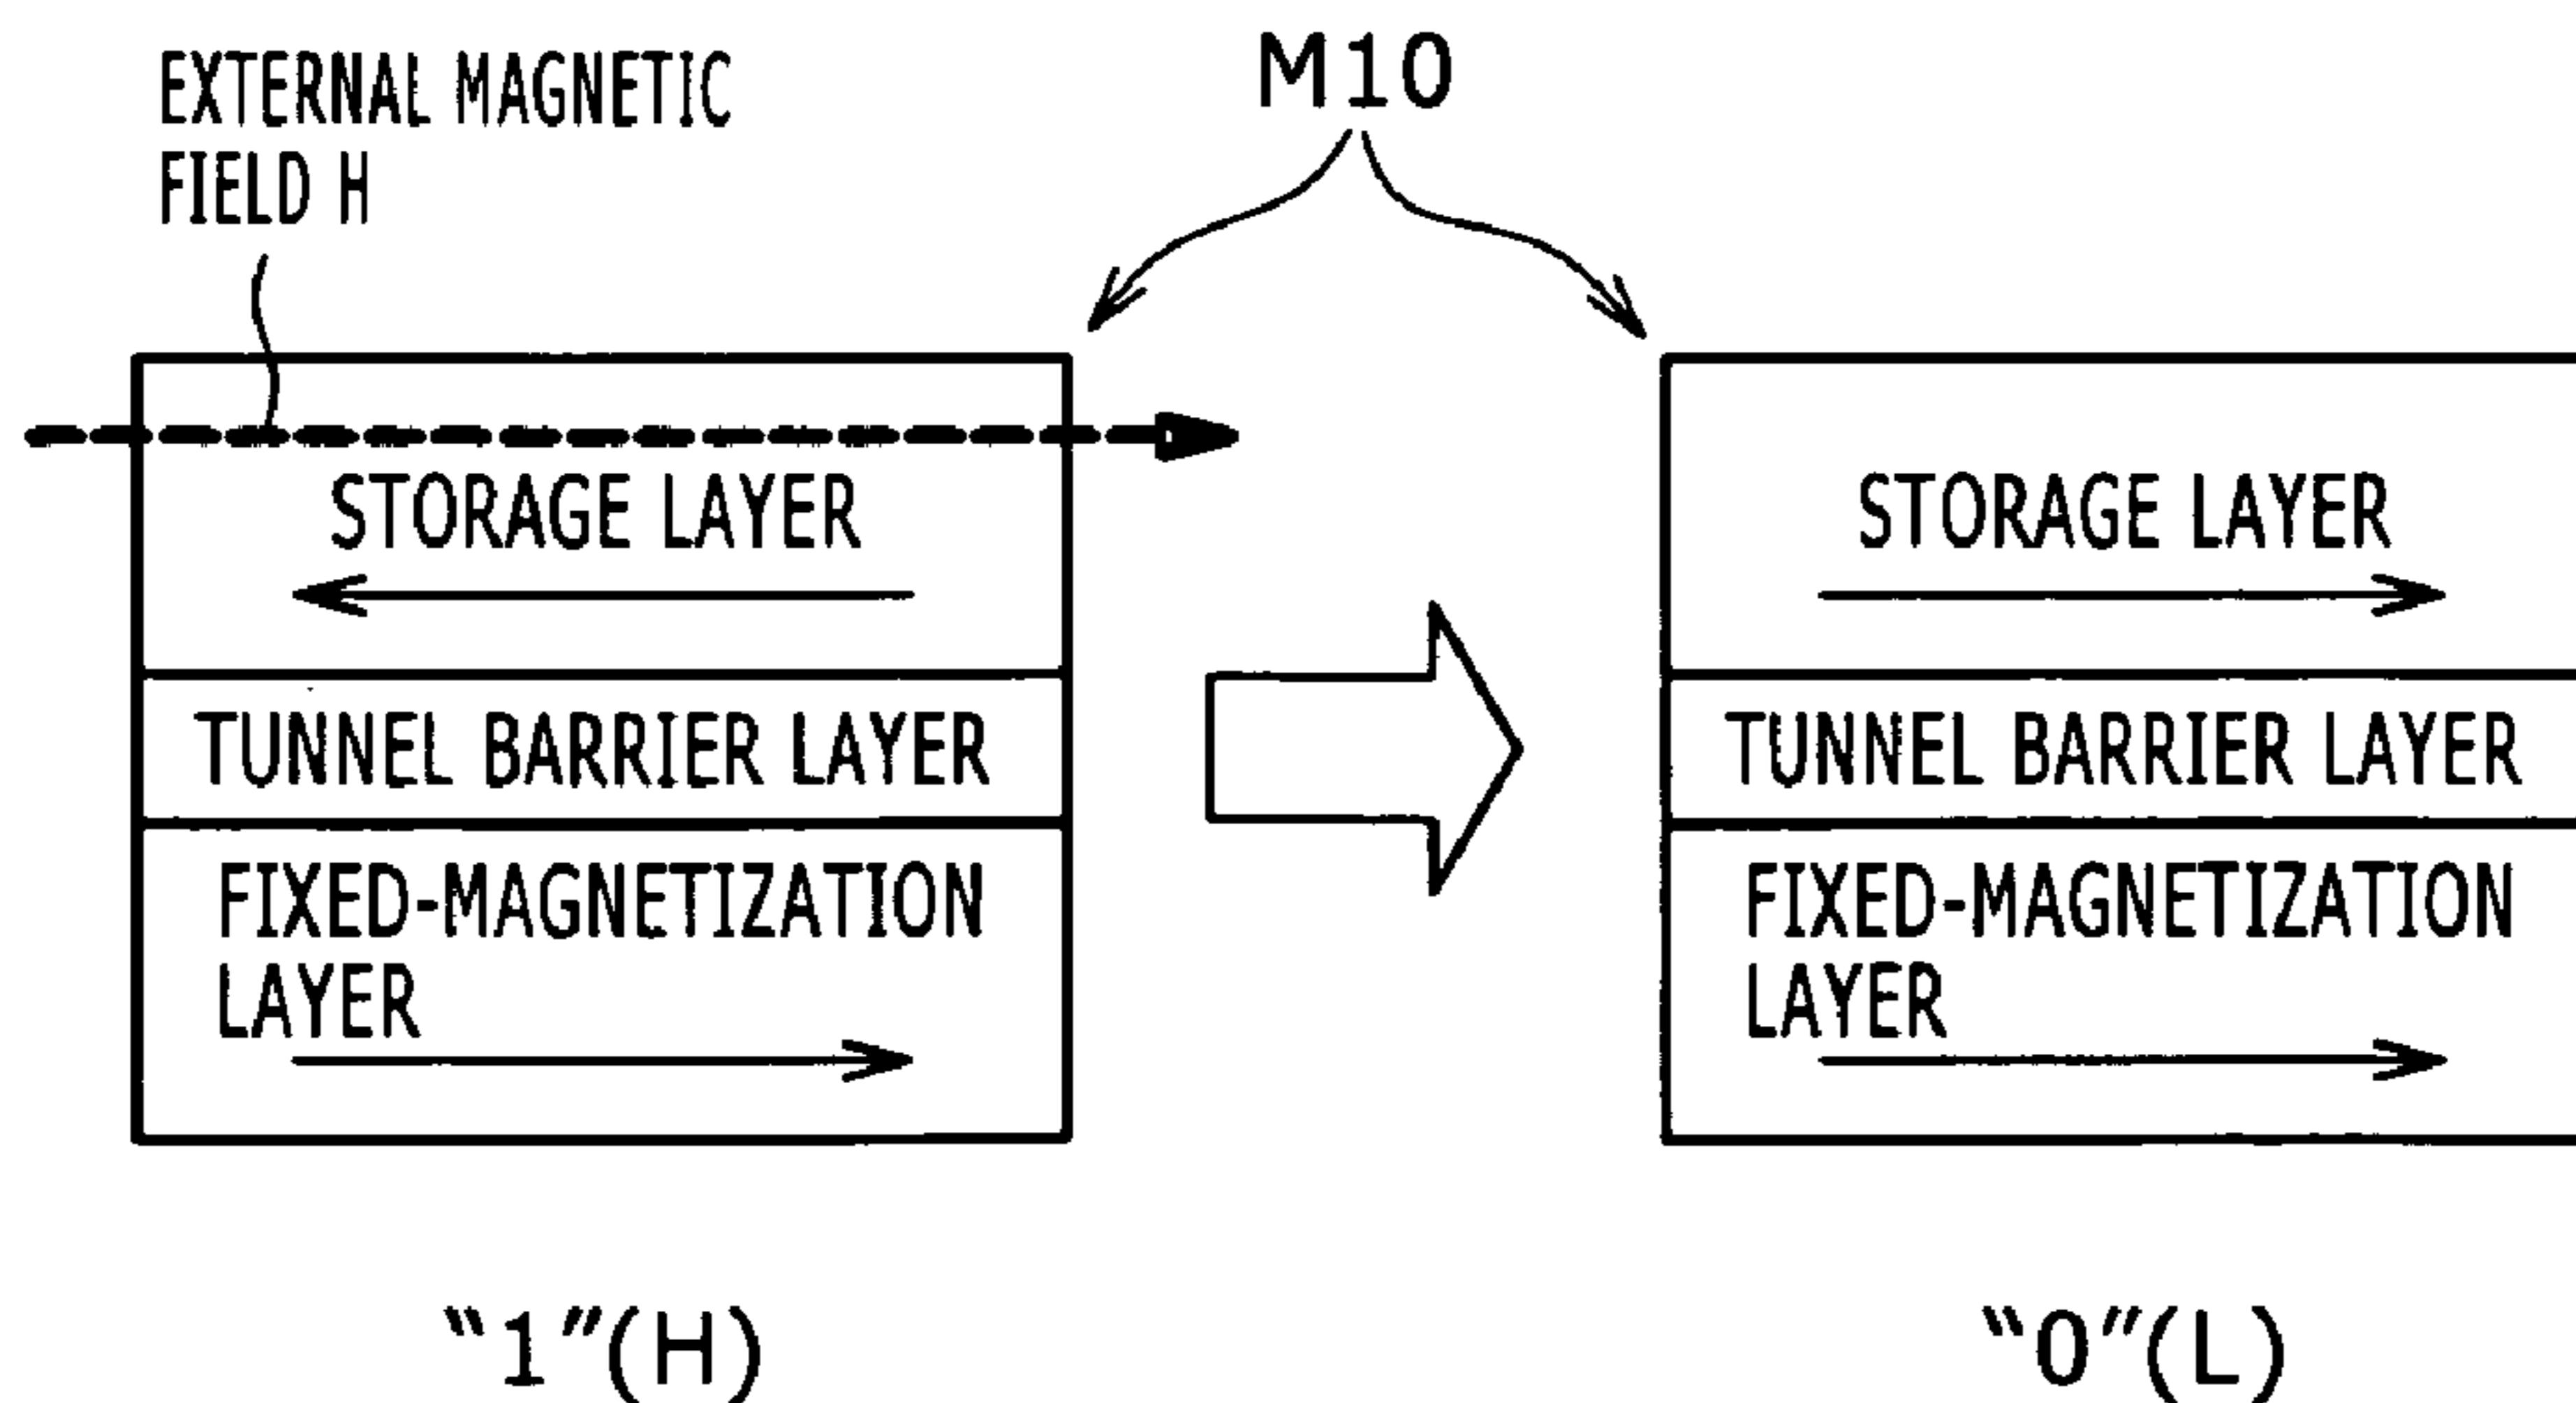 EXTERNAL MAGNETIC
FIELD H
M10
STORAGE LAYER
TUNNEL BARRIER LAYER
FIXED-MAGNETIZATION
LAYER
“1”(H)
STORAGE LAYER
TUNNEL BARRIER LAYER
FIXED-MAGNETIZATION
LAYER
“0”(L)